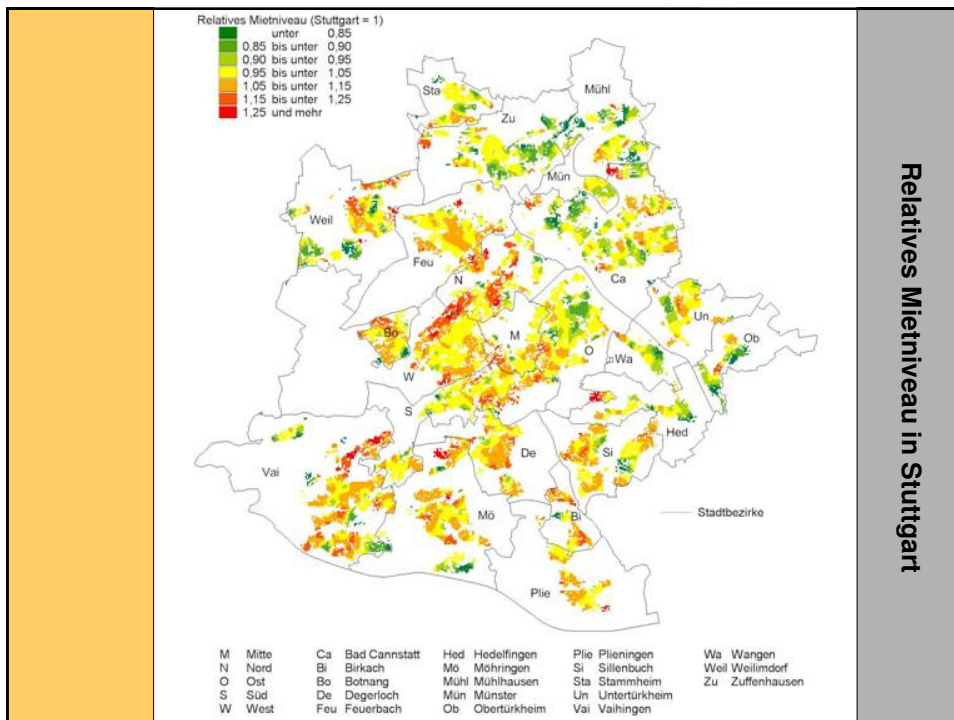 Relatives Mietniveau (Stuttgart = 1)
unter 0,85
0,85 bis unter 0,90
0,90 bis unter 0,95
0,95 bis unter 1,05
1,05 bis unter 1,15
1,15 bis unter 1,25
1,25 und mehr
Sta
Mühl
Zu
Mün
Weil
Feu
Ca
N
Un
Bo
M
Ob
O
Wa
W
S
Hed
De
Si
Vai
Mö
Bi
Stadtbezirke
Plie
M Mitte
N Nord
O Ost
S Süd
W West
Ca Bad Cannstatt
Bi Birkach
Bo Botnang
De Degerloch
Feu Feuerbach
Hed Hedelfingen
Mö Möhringen
Mühl Mühlhausen
Mün Münster
Ob Obertürkheim
Plie Plieningen
Si Sillenbuch
Sta Stammheim
Un Untertürkheim
Vai Vaihingen
Wa Wangen
Weil Weilimdorf
Zu Zuffenhausen
Relatives Mietniveau in Stuttgart